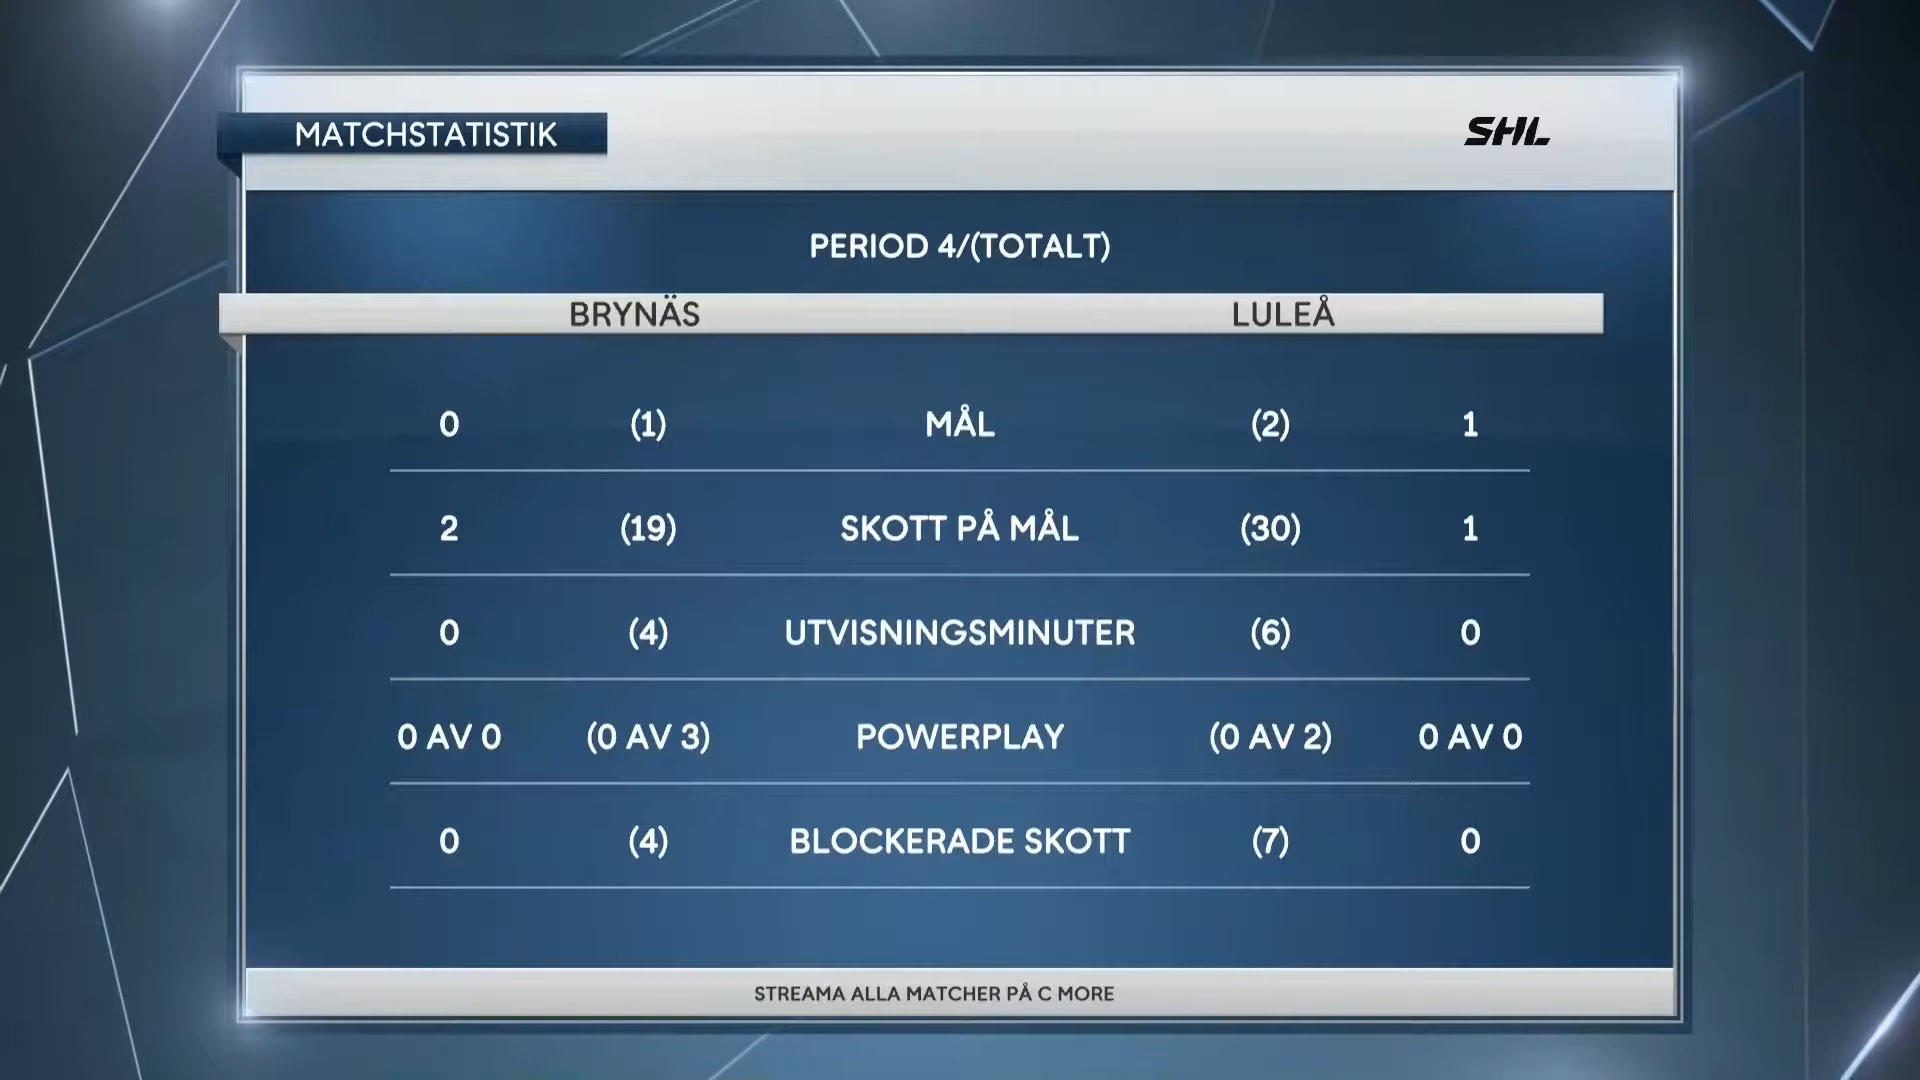 MATCHSTATISTIK
SHL
PERIOD 4/(TOTALT)
BRYNÄS LULEÅ
0 (1) MÅL (2) 1
2 (19) SKOTT PÅ MÅL (30) 1
0 (4) UTVISNINGSMINUTER (6) 0
0 AV 0 (0 AV 3) POWERPLAY (0 AV 2) 0 AV 0
0 (4) BLOCKERADE SKOTT (7) 0
STREAMA ALLA MATCHER PÅ C MORE